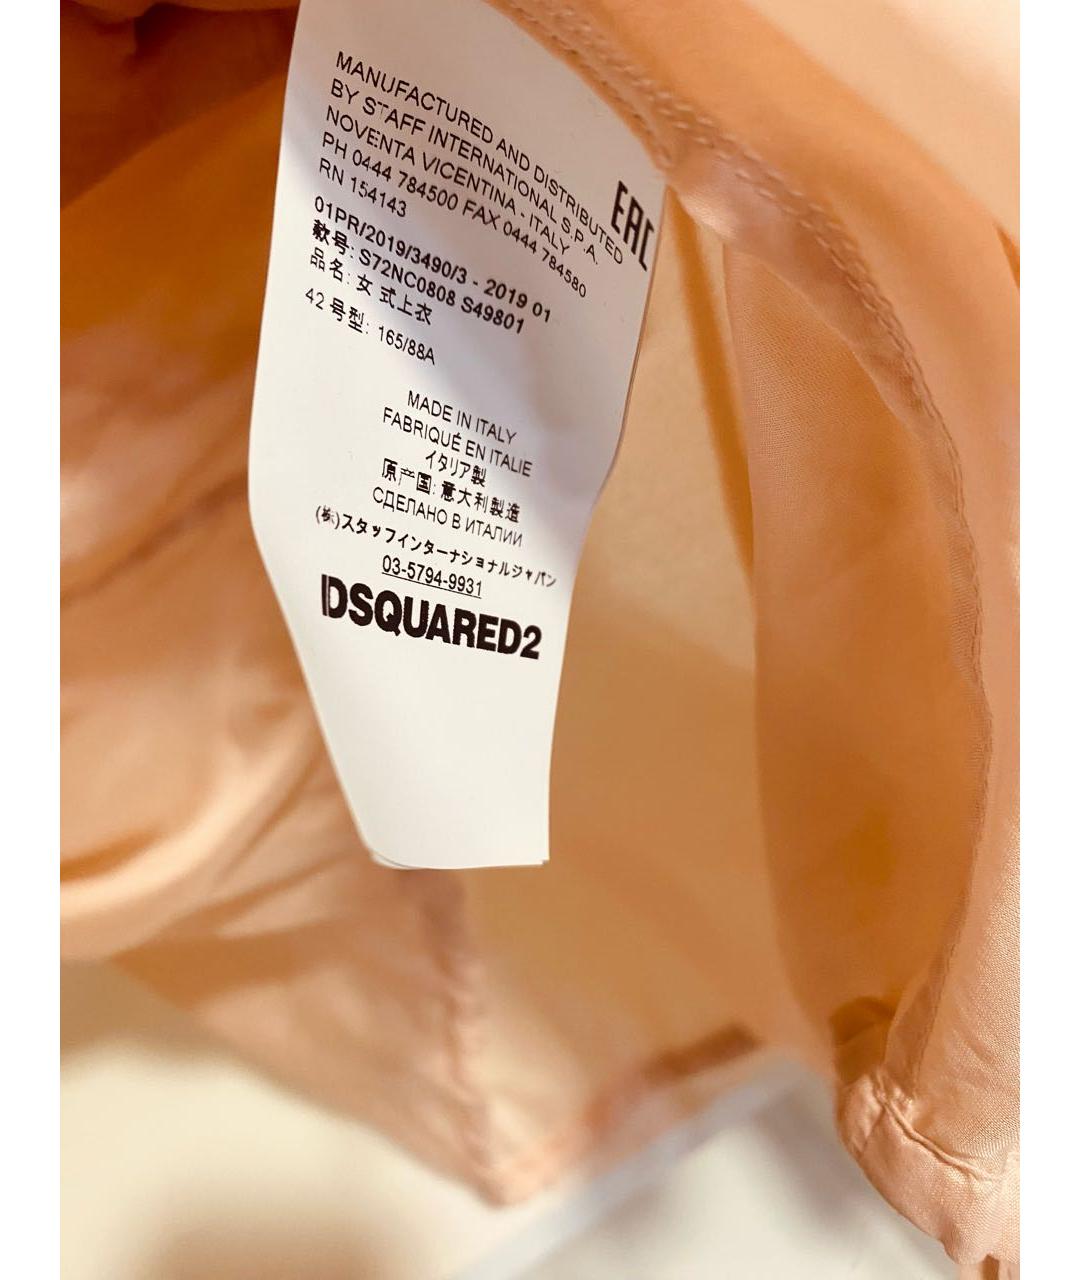 MANUFACTURED AND DISTRIBUTED
BY STAFF INTERNATIONAL S.P.A.
NOVENTA VICENTINA - ITALY
PH 0444 784500 FAX 0444 784580
RN 154143
EAC
01PR/2019/3490/3 - 2019 01
款号: S72NC0808 S49801
品名: 女式上衣
42 号型: 165/88A
MADE IN ITALY
FABRIQUÉ EN ITALIE
イタリア製
原产国: 意大利製造
СДЕЛАНО В ИТАЛИИ
(株)スタッフインターナショナルジャパン
03-5794-9931
DSQUARED2